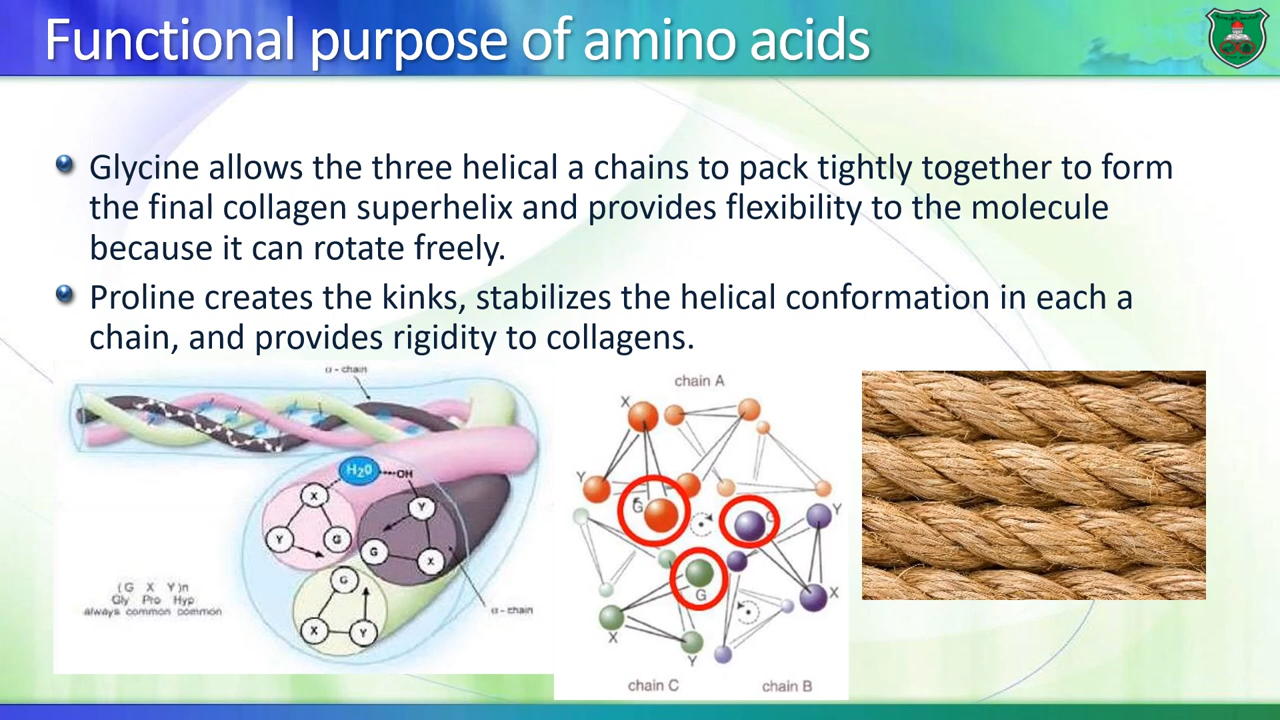 Functional purpose of amino acids
Glycine allows the three helical a chains to pack tightly together to form
the final collagen superhelix and provides flexibility to the molecule
because it can rotate freely.
Proline creates the kinks, stabilizes the helical conformation in each a
chain, and provides rigidity to collagens.
α - chain
H2O
OH
X
Y
G
Y
G
X
G
X
Y
(G X Y)n
Gly Pro Hyp
always common common
α - chain
chain A
X
Y
G
G
Y
G
X
X
Y
chain C
chain B